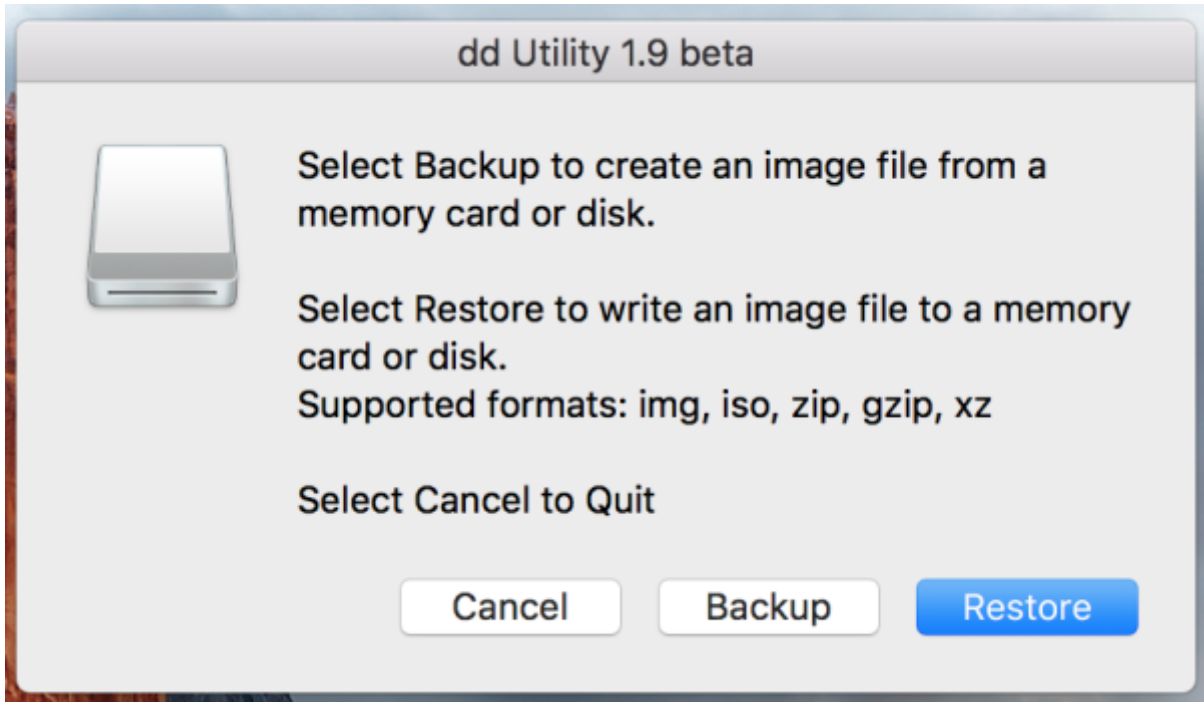 dd Utility 1.9 beta
Select Backup to create an image file from a
memory card or disk.
Select Restore to write an image file to a memory
card or disk.
Supported formats: img, iso, zip, gzip, xz
Select Cancel to Quit
Cancel
Backup
Restore